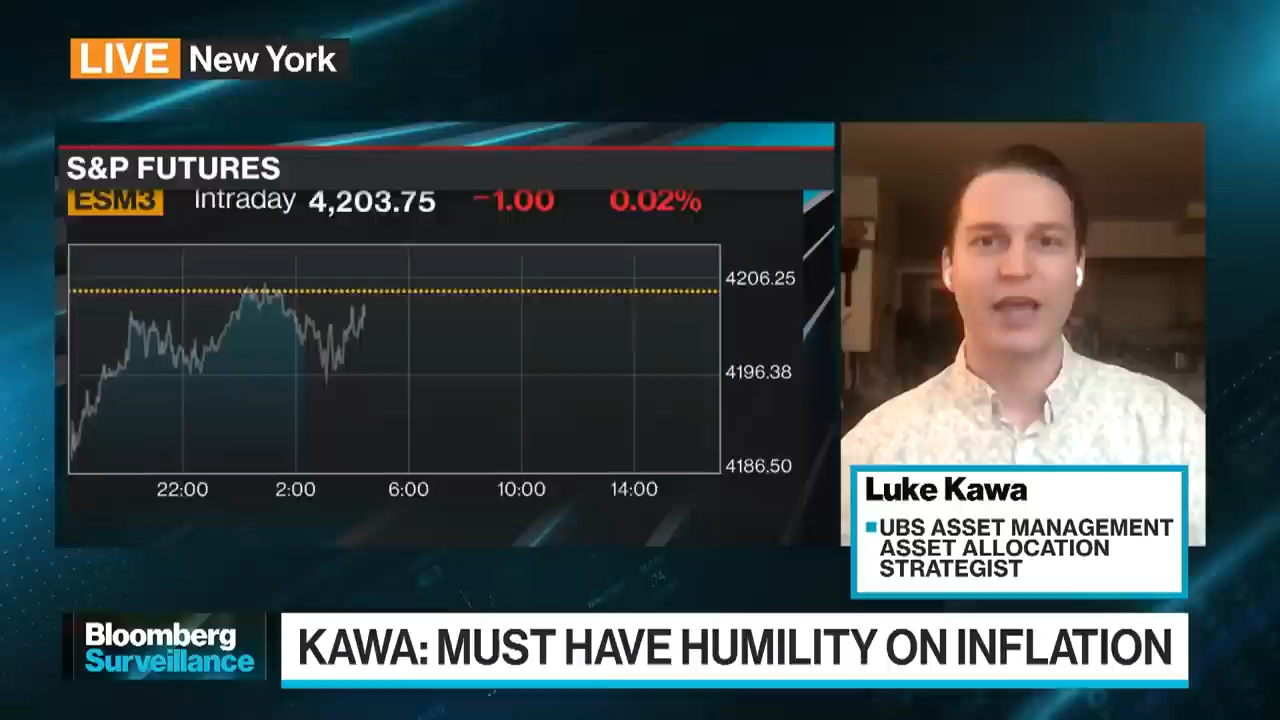 LIVE New York
S&P FUTURES
ESM3 Intraday 4,203.75 -1.00 0.02%
4206.25
4196.38
4186.50
22:00 2:00 6:00 10:00 14:00
Luke Kawa
UBS ASSET MANAGEMENT
ASSET ALLOCATION
STRATEGIST
Bloomberg
Surveillance
KAWA: MUST HAVE HUMILITY ON INFLATION